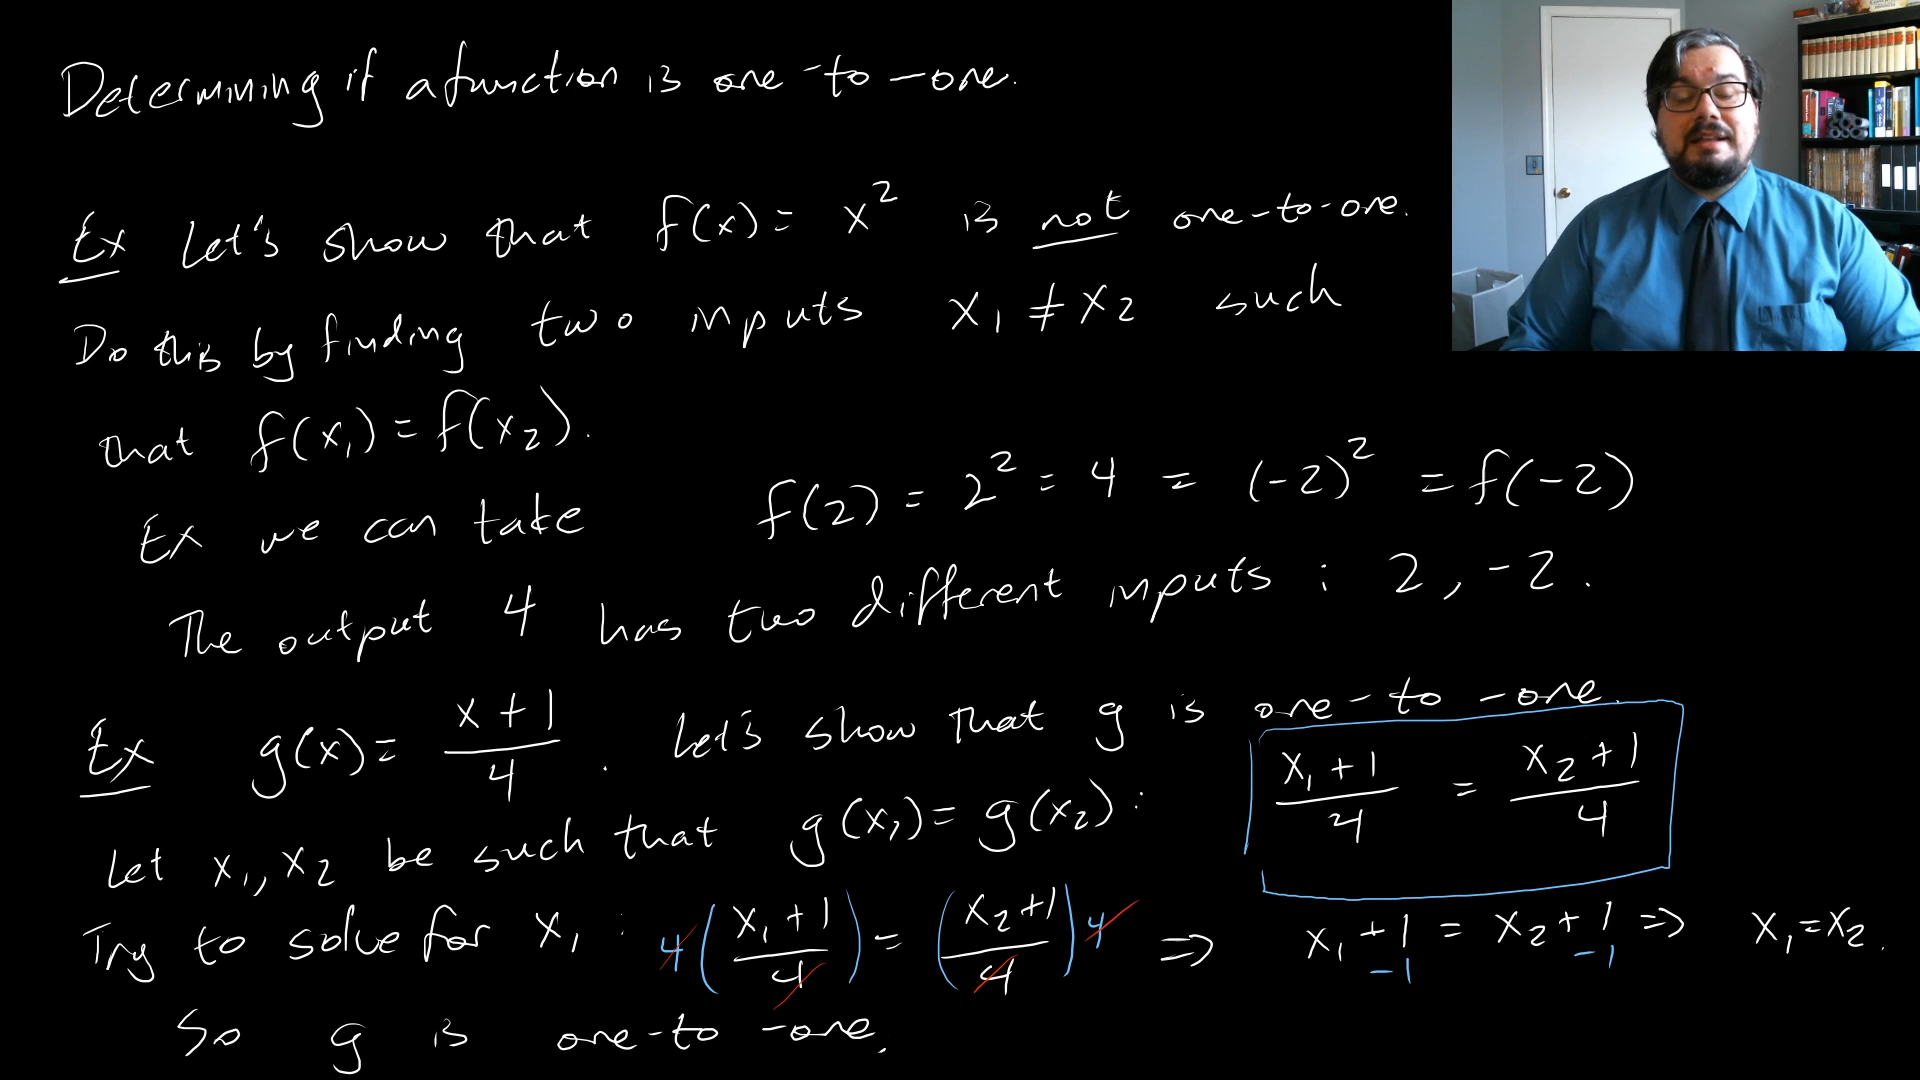 Determining if a function is one-to-one.
Ex Let's show that f(x) = x² is not one-to-one.
Do this by finding two inputs x₁ ≠ x₂ such
that f(x₁) = f(x₂).
Ex we can take f(2) = 2² = 4 = (-2)² = f(-2)
The output 4 has two different inputs : 2, -2.
Ex g(x) = (x+1)/4 . Let's show that g is one-to-one.
Let x₁, x₂ be such that g(x₁) = g(x₂) : (x₁+1)/4 = (x₂+1)/4
Try to solve for x₁ : 4((x₁+1)/4) = ((x₂+1)/4)4 => x₁+1 = x₂+1 => x₁=x₂.
-1 -1
So g is one-to-one.